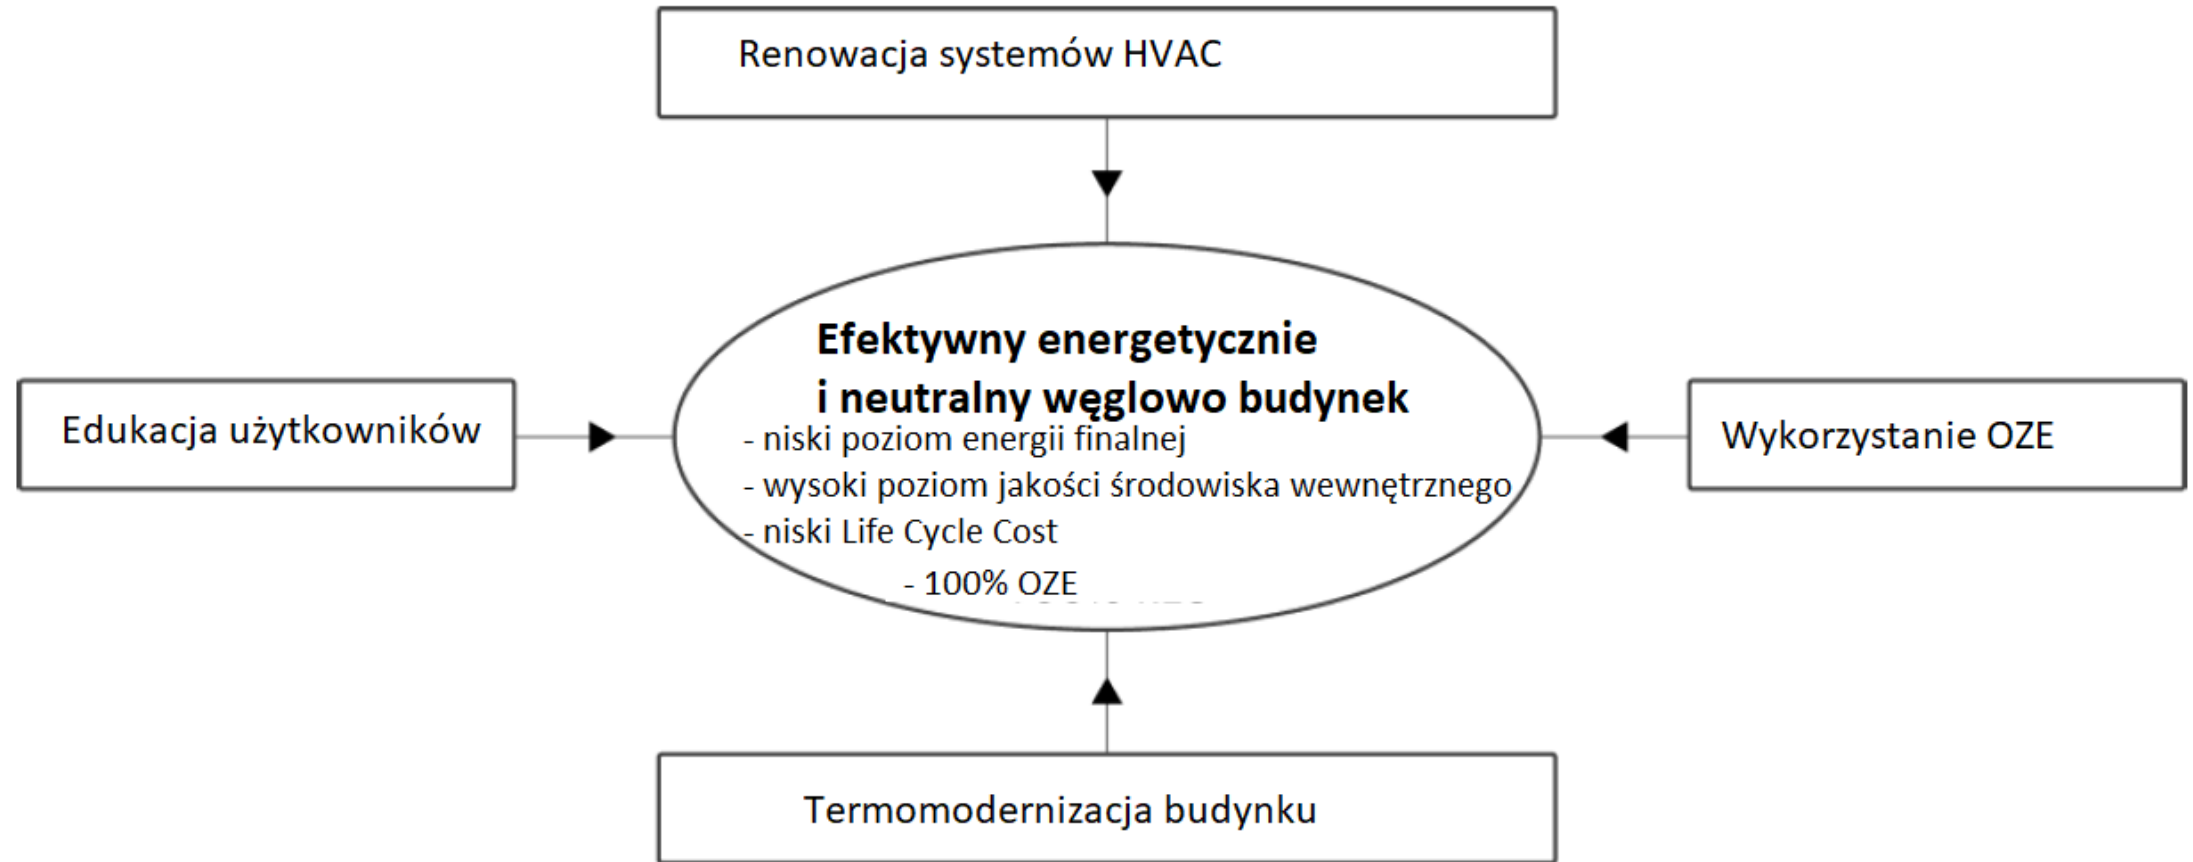 Renowacja systemów HVAC
Efektywny energetycznie
i neutralny węglowo budynek
- niski poziom energii finalnej
- wysoki poziom jakości środowiska wewnętrznego
- niski Life Cycle Cost
- 100% OZE
Edukacja użytkowników
Wykorzystanie OZE
Termomodernizacja budynku